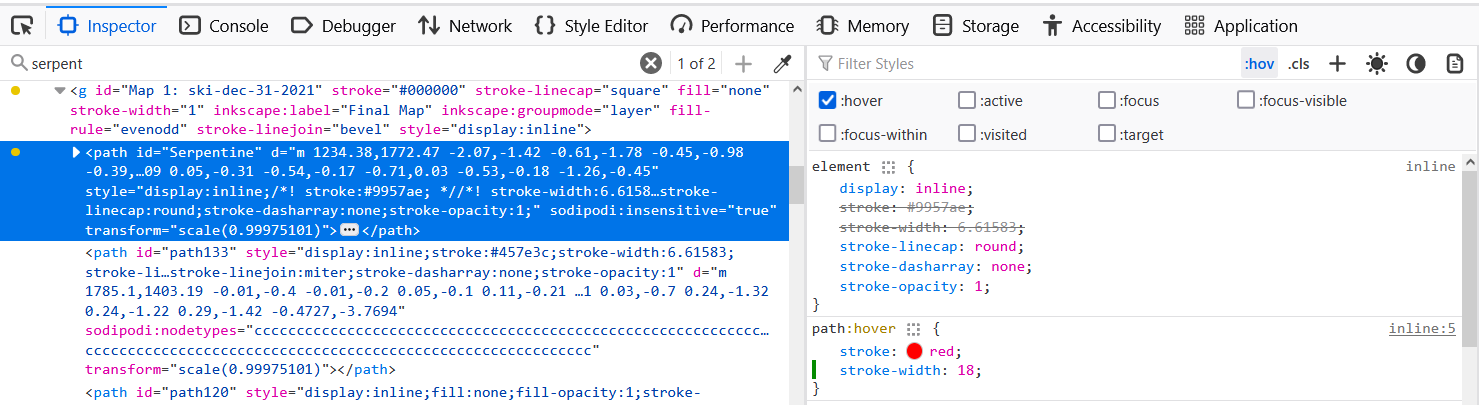 Inspector Console Debugger Network Style Editor Performance Memory Storage Accessibility Application
serpent 1 of 2
<g id="Map 1: ski-dec-31-2021" stroke="#000000" stroke-linecap="square" fill="none"
stroke-width="1" inkscape:label="Final Map" inkscape:groupmode="layer" fill-
rule="evenodd" stroke-linejoin="bevel" style="display:inline">
<path id="Serpentine" d="m 1234.38,1772.47 -2.07,-1.42 -0.61,-1.78 -0.45,-0.98
-0.39,…09 0.05,-0.31 -0.54,-0.17 -0.71,0.03 -0.53,-0.18 -1.26,-0.45"
style="display:inline;/*! stroke:#9957ae; *//*! stroke-width:6.6158…stroke-
linecap:round;stroke-dasharray:none;stroke-opacity:1;" sodipodi:insensitive="true"
transform="scale(0.99975101)">…</path>
<path id="path133" style="display:inline;stroke:#457e3c;stroke-width:6.61583;
stroke-li…stroke-linejoin:miter;stroke-dasharray:none;stroke-opacity:1" d="m
1785.1,1403.19 -0.01,-0.4 -0.01,-0.2 0.05,-0.1 0.11,-0.21 …1 0.03,-0.7 0.24,-1.32
0.24,-1.22 0.29,-1.42 -0.4727,-3.7694"
sodipodi:nodetypes="cccccccccccccccccccccccccccccccccccccccccccccccccccccccccccccc…
cccccccccccccccccccccccccccccccccccccccccccccccccccccccccccccc"
transform="scale(0.99975101)"></path>
<path id="path120" style="display:inline;fill:none;fill-opacity:1;stroke-
Filter Styles :hov .cls
:hover :active :focus :focus-visible
:focus-within :visited :target
element { inline
display: inline;
stroke: #9957ae;
stroke-width: 6.61583;
stroke-linecap: round;
stroke-dasharray: none;
stroke-opacity: 1;
}
path:hover { inline:5
stroke: red;
stroke-width: 18;
}